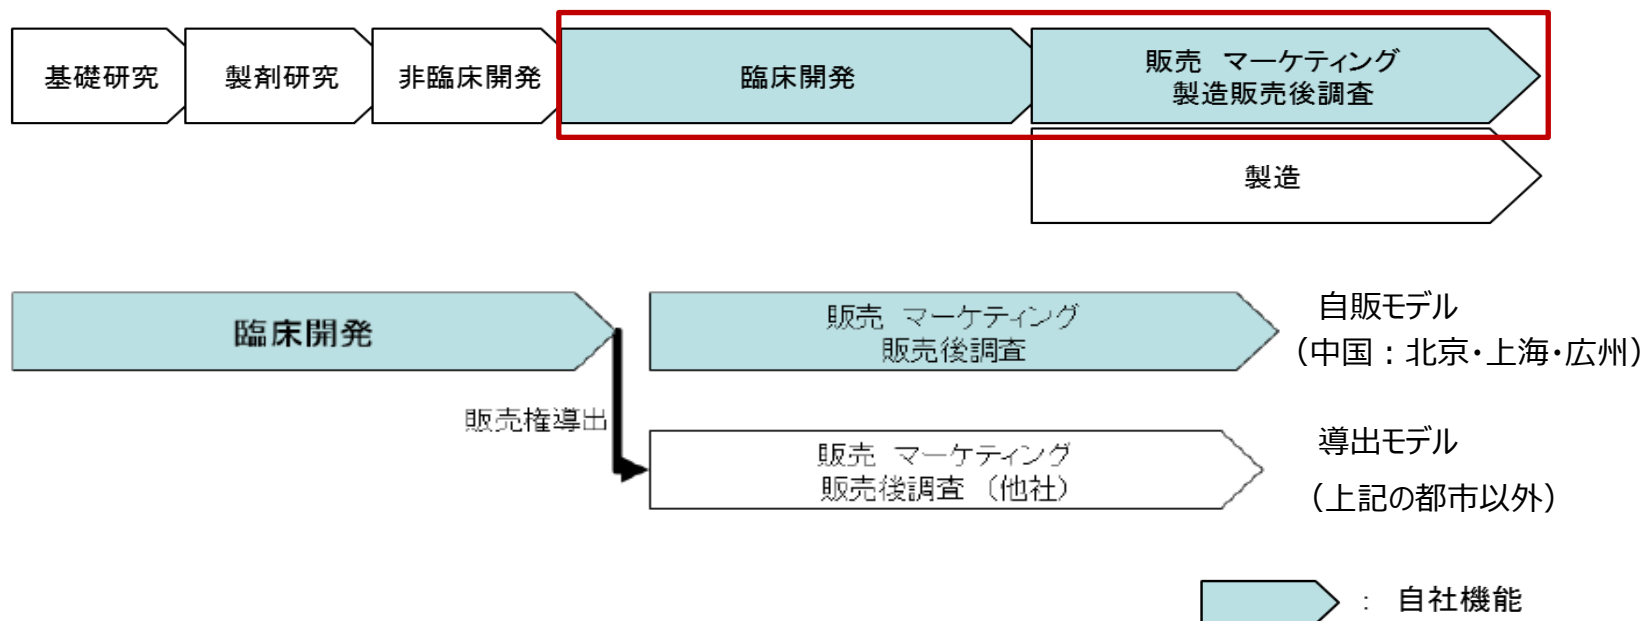 基礎研究
製剤研究
非臨床開発
臨床開発
販売 マーケティング
製造販売後調査
製造
臨床開発
販売 マーケティング
販売後調査
自販モデル
（中国：北京・上海・広州）
販売権導出
販売 マーケティング
販売後調査 （他社）
導出モデル
（上記の都市以外）
： 自社機能